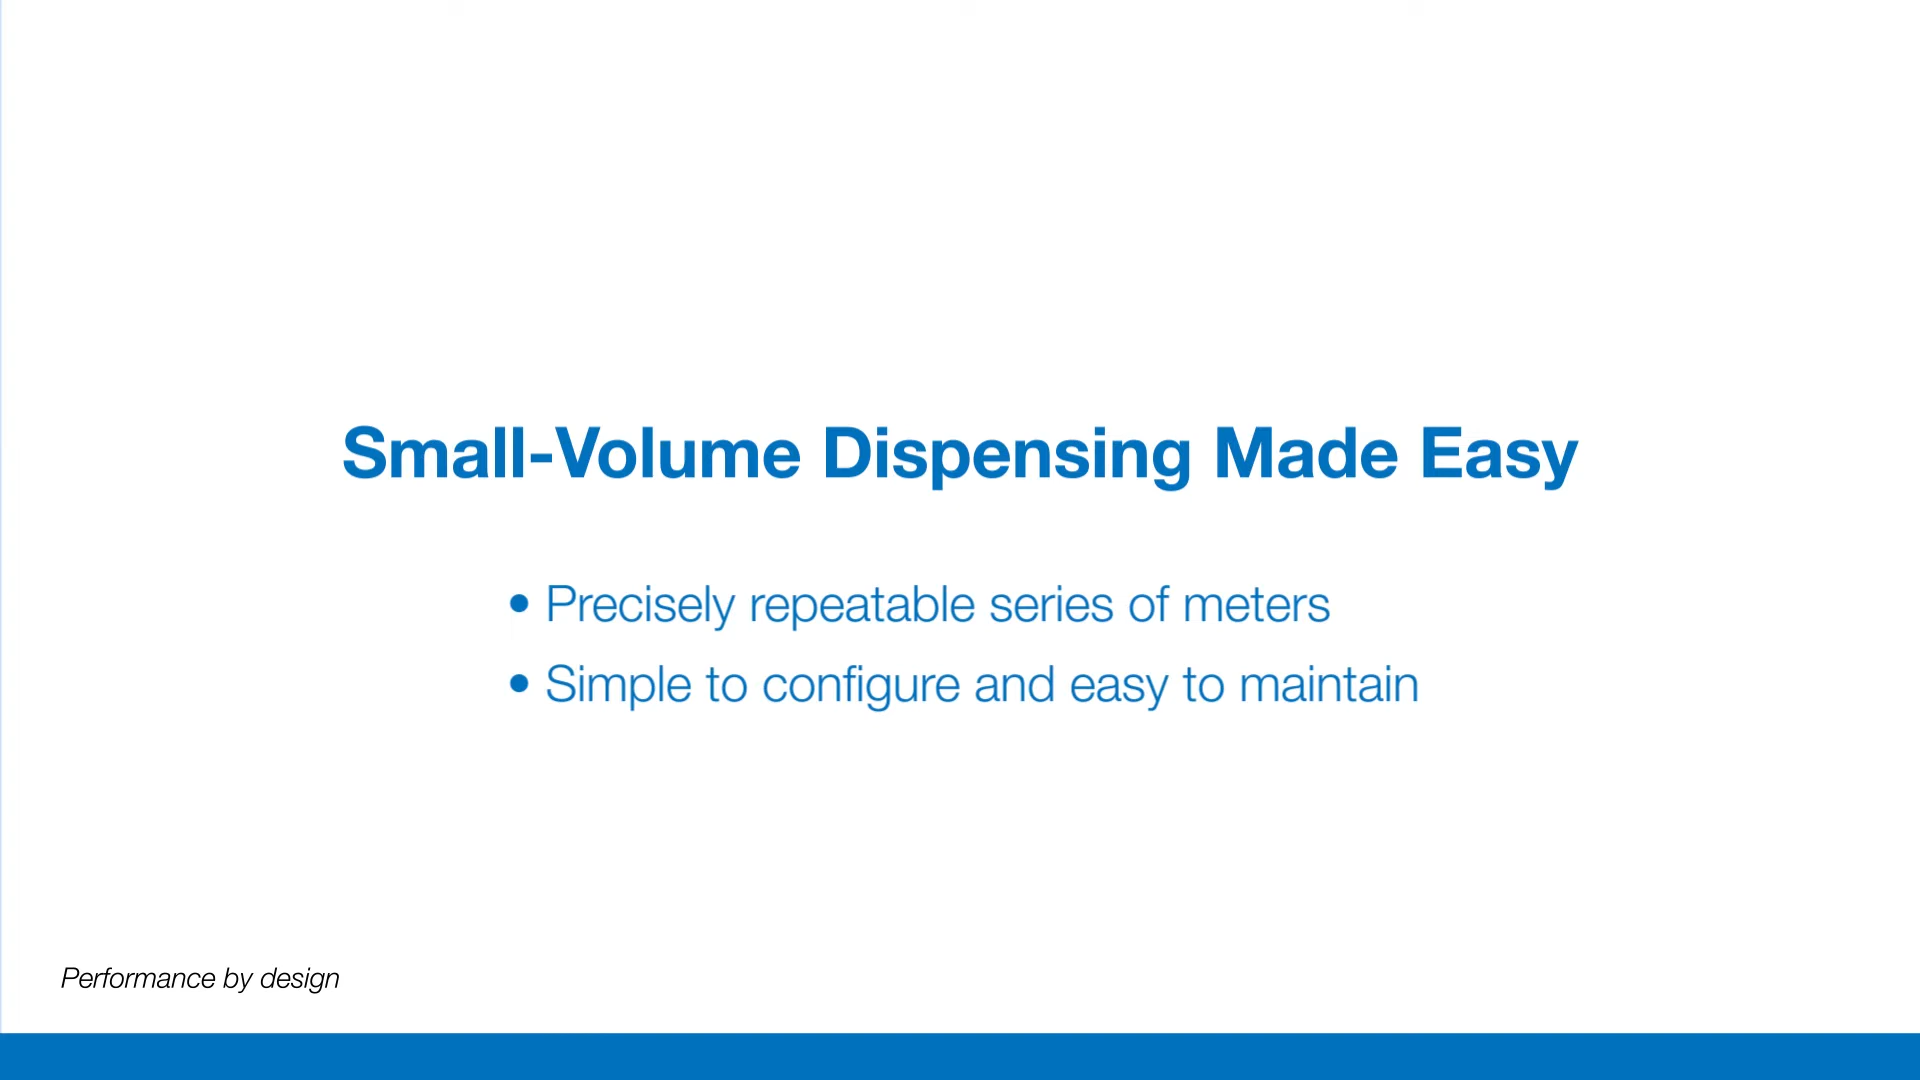 Small-Volume Dispensing Made Easy
• Precisely repeatable series of meters
• Simple to configure and easy to maintain
Performance by design